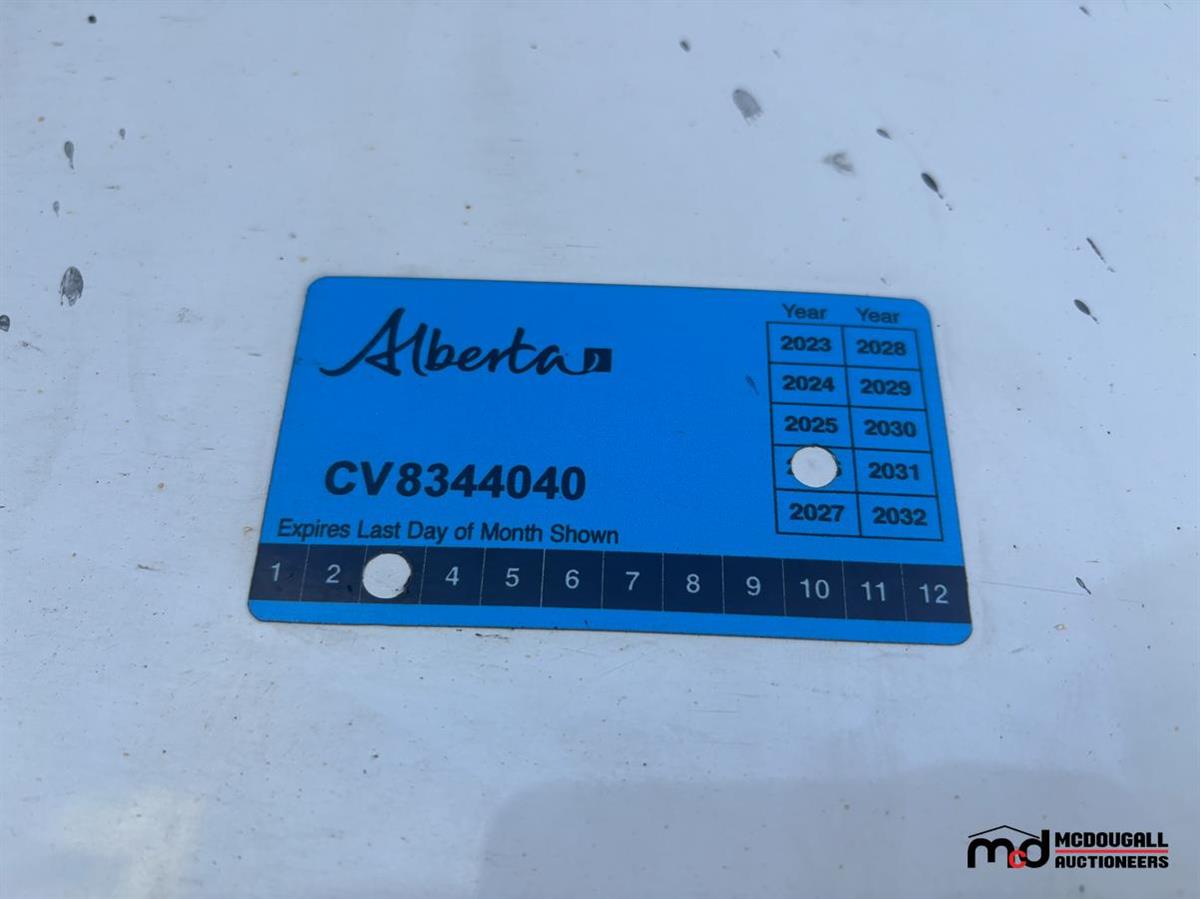 Alberta
Year Year
2023 2028
2024 2029
2025 2030
2031
2027 2032
CV8344040
Expires Last Day of Month Shown
1 2 4 5 6 7 8 9 10 11 12
mcd MCDOUGALL
AUCTIONEERS